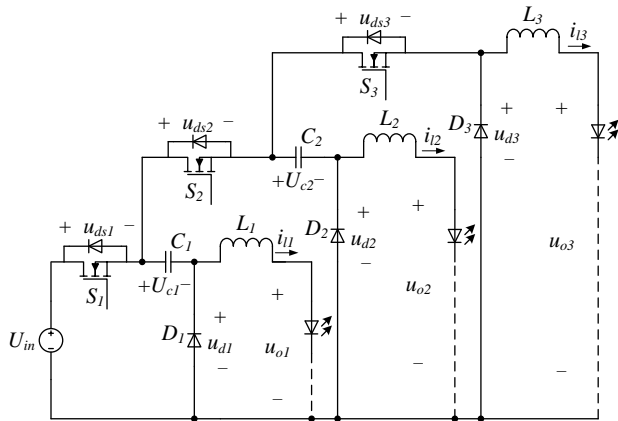 + u_ds3 −
L_3
i_l3
S_3
+ u_ds2 −
C_2
L_2
i_l2
D_3
+
u_d3
−
+
S_2
+U_c2−
+ u_ds1 −
C_1
L_1
i_l1
D_2
+
u_d2
−
+
u_o3
S_1
+U_c1−
u_o2
U_in
D_1
+
u_d1
−
+
u_o1
−
−
−